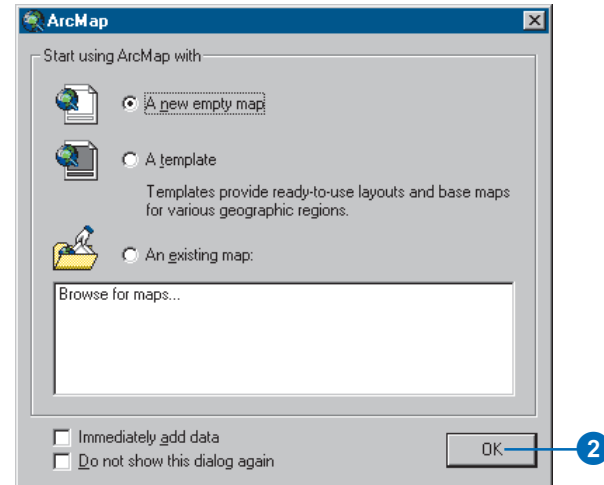 ArcMap
Start using ArcMap with
A new empty map
A template
Templates provide ready-to-use layouts and base maps
for various geographic regions.
An existing map:
Browse for maps...
Immediately add data
Do not show this dialog again
OK
2